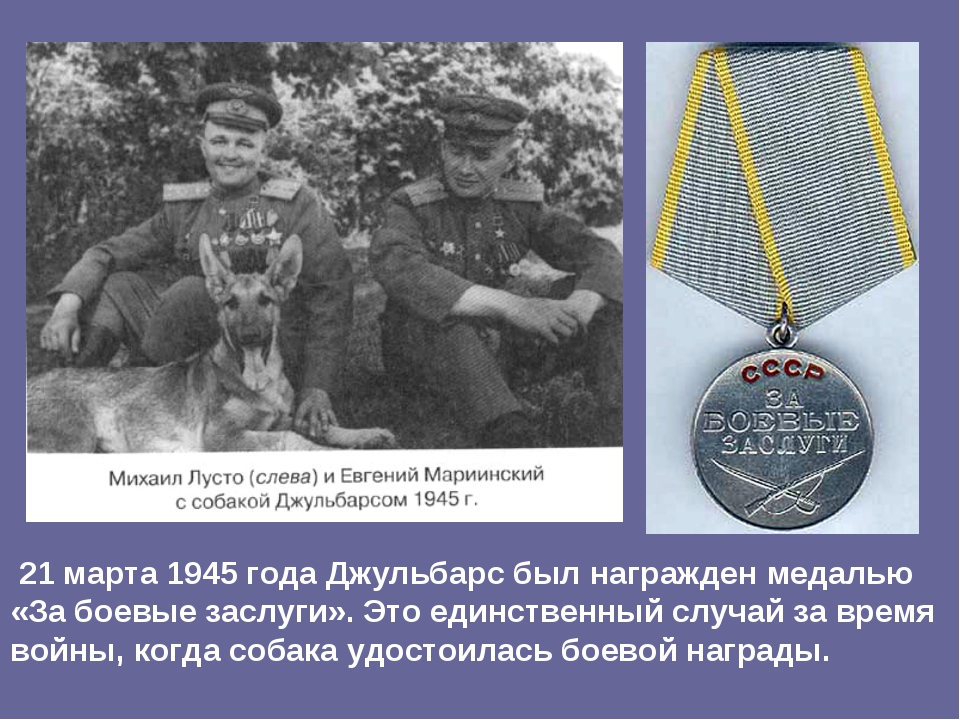 СССР
ЗА
БОЕВЫЕ
ЗАСЛУГИ
Михаил Лусто (слева) и Евгений Мариинский
с собакой Джульбарсом 1945 г.
21 марта 1945 года Джульбарс был награжден медалью
«За боевые заслуги». Это единственный случай за время
войны, когда собака удостоилась боевой награды.